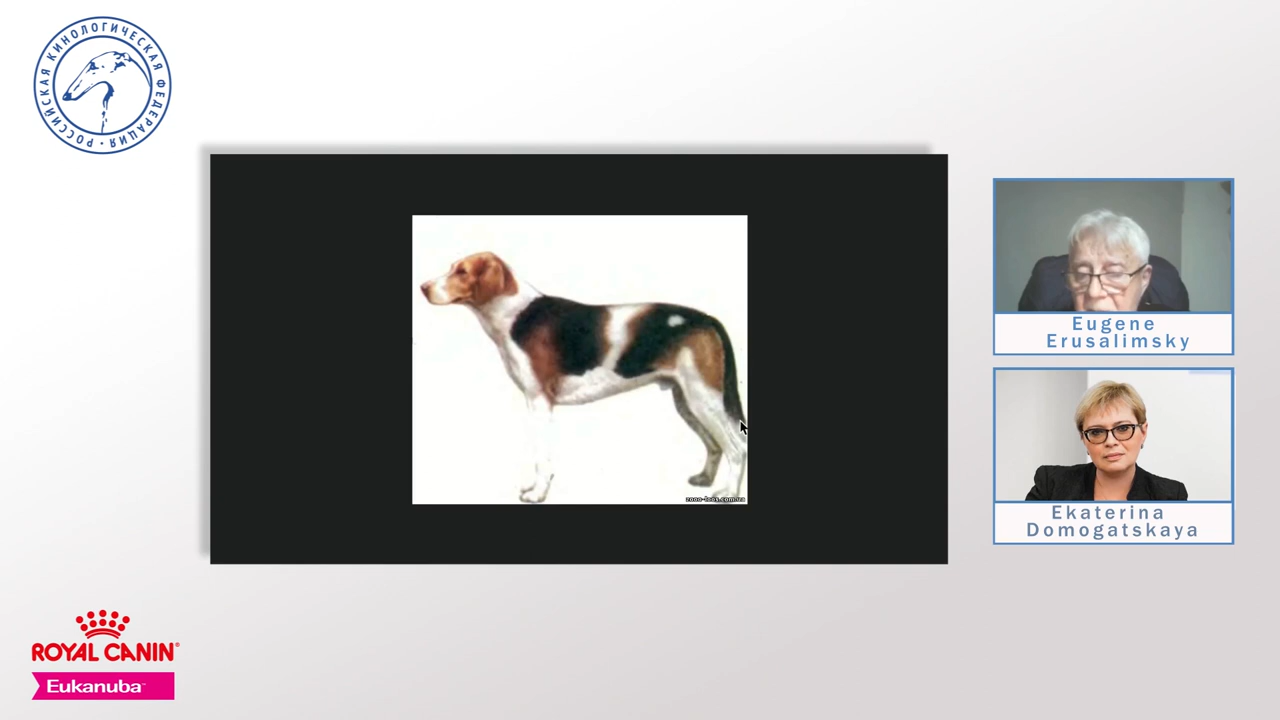 РОССИЙСКАЯ КИНОЛОГИЧЕСКАЯ ФЕДЕРАЦИЯ
Eugene
Erusalimsky
Ekaterina
Domogatskaya
ROYAL CANIN
Eukanuba